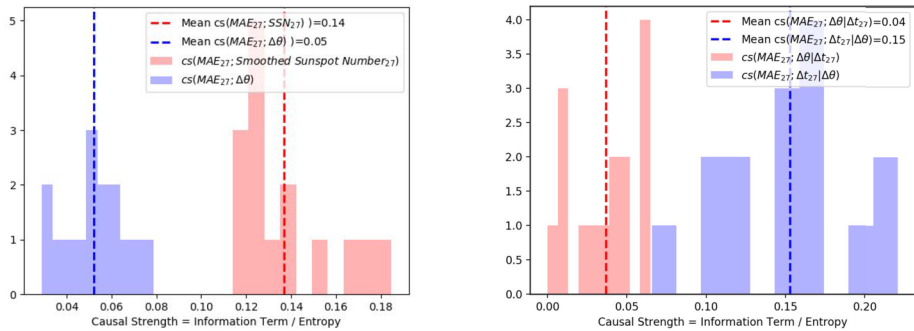 Mean cs(MAE₂₇; SSN₂₇) )=0.14
Mean cs(MAE₂₇; Δθ) )=0.05
cs(MAE₂₇; Smoothed Sunspot Number₂₇)
cs(MAE₂₇; Δθ)
5
4
3
2
1
0
0.04 0.06 0.08 0.10 0.12 0.14 0.16 0.18
Causal Strength = Information Term / Entropy
Mean cs(MAE₂₇; Δθ|Δt₂₇)=0.04
Mean cs(MAE₂₇; Δt₂₇|Δθ)=0.15
cs(MAE₂₇; Δθ|Δt₂₇)
cs(MAE₂₇; Δt₂₇|Δθ)
4.0
3.5
3.0
2.5
2.0
1.5
1.0
0.5
0.0
0.00 0.05 0.10 0.15 0.20
Causal Strength = Information Term / Entropy